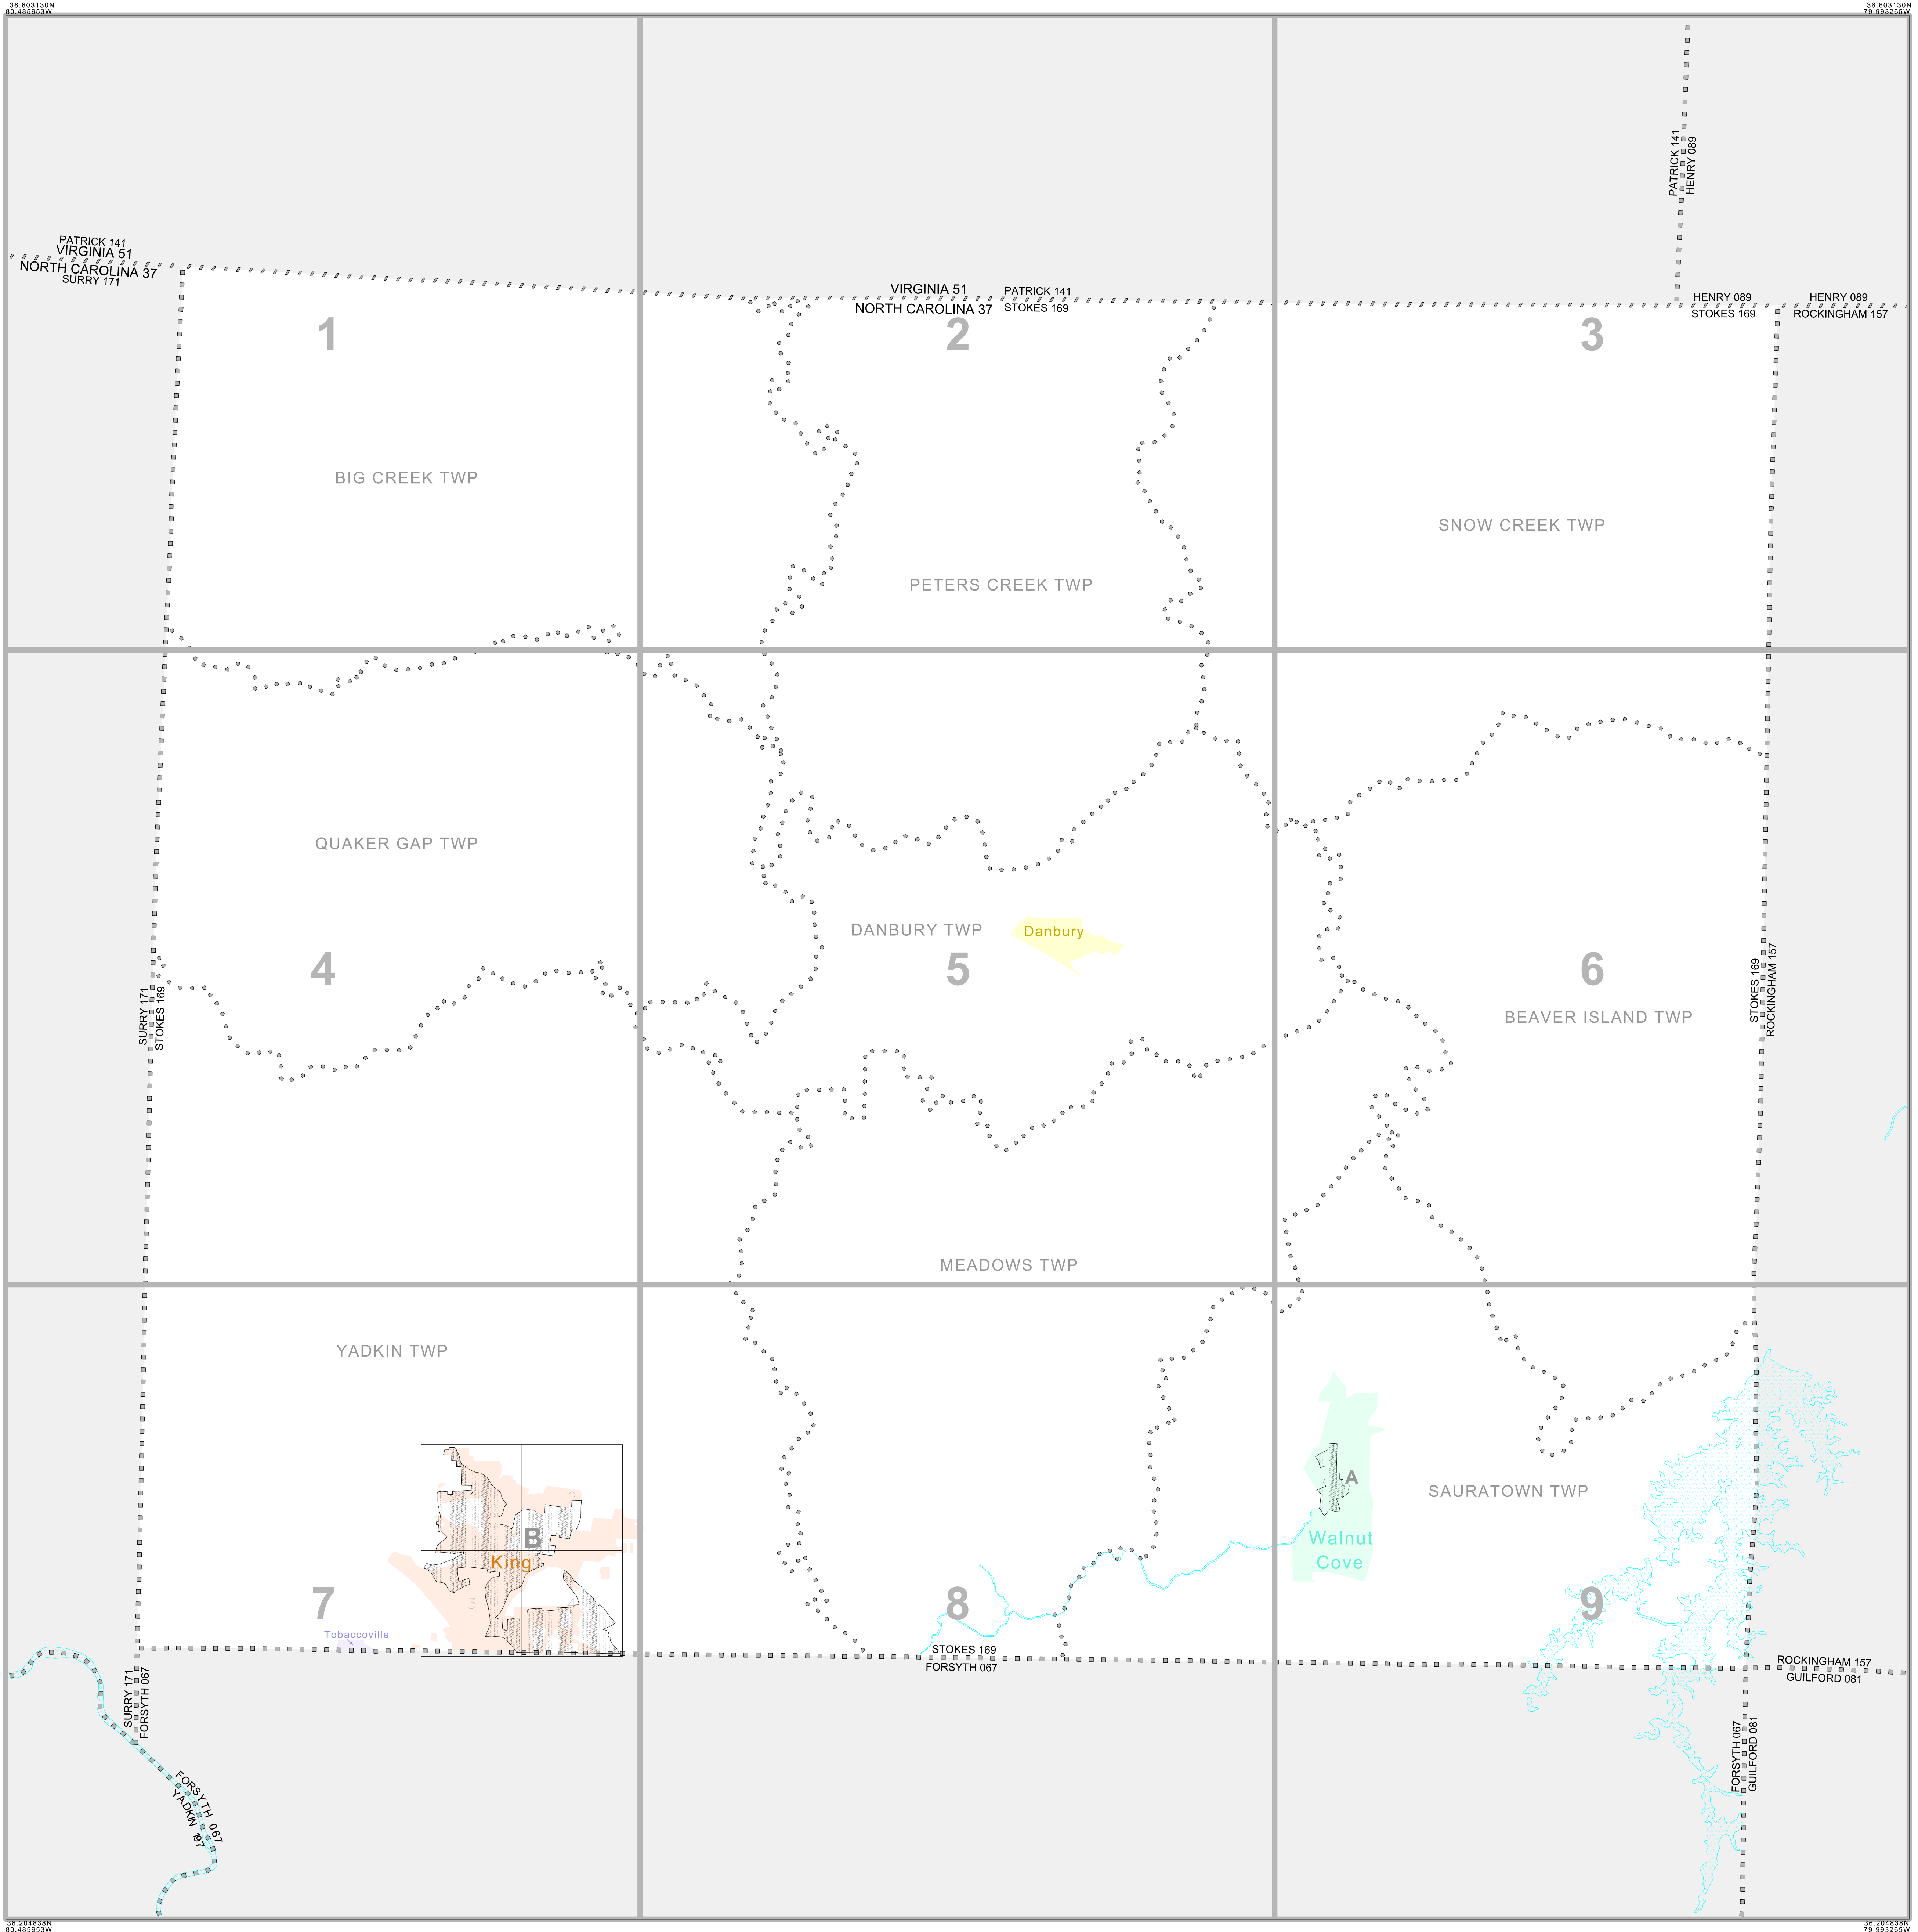 36.603130N
80.485953W
36.603130N
79.993265W
PATRICK 141
HENRY 089
PATRICK 141
VIRGINIA 51
NORTH CAROLINA 37
SURRY 171
VIRGINIA 51
PATRICK 141
NORTH CAROLINA 37
STOKES 169
HENRY 089
STOKES 169
HENRY 089
ROCKINGHAM 157
1
2
3
BIG CREEK TWP
SNOW CREEK TWP
PETERS CREEK TWP
QUAKER GAP TWP
DANBURY TWP
Danbury
4
5
6
SURRY 171
STOKES 169
STOKES 169
ROCKINGHAM 157
BEAVER ISLAND TWP
MEADOWS TWP
YADKIN TWP
A
SAURATOWN TWP
1
2
B
King
3
Walnut
Cove
7
8
9
Tobaccoville
STOKES 169
FORSYTH 067
SURRY 171
FORSYTH 067
ROCKINGHAM 157
GUILFORD 081
FORSYTH 067
GUILFORD 081
FORSYTH 067
YADKIN 197
36.204838N
80.485953W
36.204838N
79.993265W